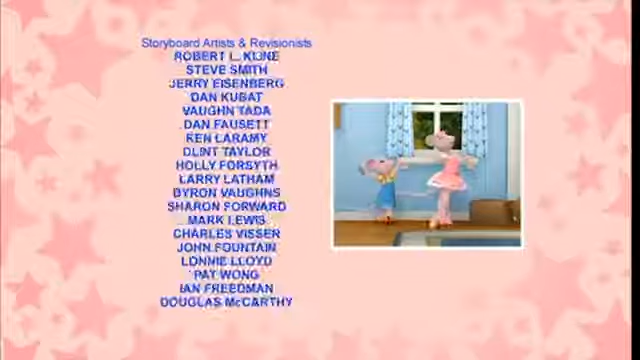 Storyboard Artists & Revisionists
ROBERT L. KLINE
STEVE SMITH
JERRY EISENBERG
DAN KUBAT
VAUGHN TADA
DAN FAUSETT
KEN LARAMY
CLINT TAYLOR
HOLLY FORSYTH
LARRY LATHAM
BYRON VAUGHNS
SHARON FORWARD
MARK LEWIS
CHARLES VISSER
JOHN FOUNTAIN
LONNIE LLOYD
PAT WONG
IAN FREEDMAN
DOUGLAS McCARTHY